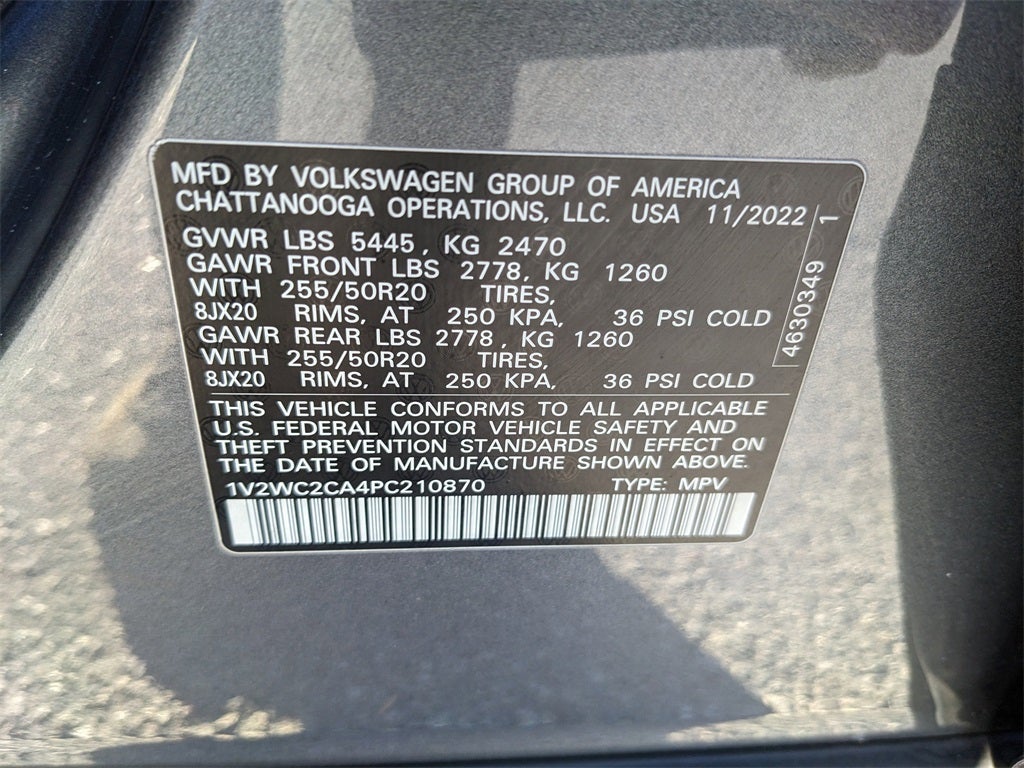 MFD BY VOLKSWAGEN GROUP OF AMERICA
CHATTANOOGA OPERATIONS, LLC. USA 11/2022
GVWR LBS 5445, KG 2470
GAWR FRONT LBS 2778, KG 1260
WITH 255/50R20 TIRES,
8JX20 RIMS, AT 250 KPA, 36 PSI COLD
GAWR REAR LBS 2778, KG 1260
WITH 255/50R20 TIRES,
8JX20 RIMS, AT 250 KPA, 36 PSI COLD
THIS VEHICLE CONFORMS TO ALL APPLICABLE
U.S. FEDERAL MOTOR VEHICLE SAFETY AND
THEFT PREVENTION STANDARDS IN EFFECT ON
THE DATE OF MANUFACTURE SHOWN ABOVE.
1V2WC2CA4PC210870 TYPE: MPV
4630349 1